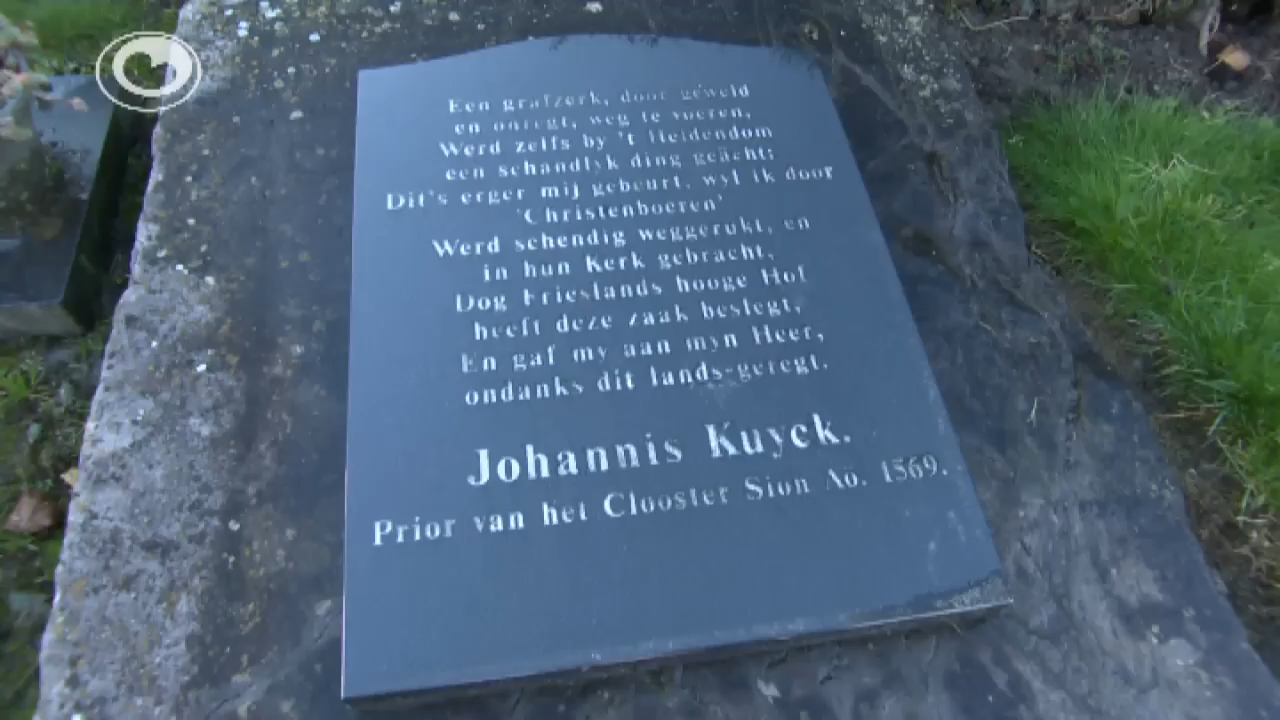 Een grafzerk, door geweld
en onregt, weg te voeren,
Werd zelfs by 't Heidendom
een schandlyk ding geächt;
Dit's erger mij gebeurt, wyl ik door
'Christenboeren'
Werd schendig weggerukt, en
in hun Kerk gebracht,
Dog Frieslands hooge Hof
heeft deze zaak beslegt,
En gaf my aan myn Heer,
ondanks dit lands-geregt.
Johannis Kuyck.
Prior van het Clooster Sion Aö. 1569.